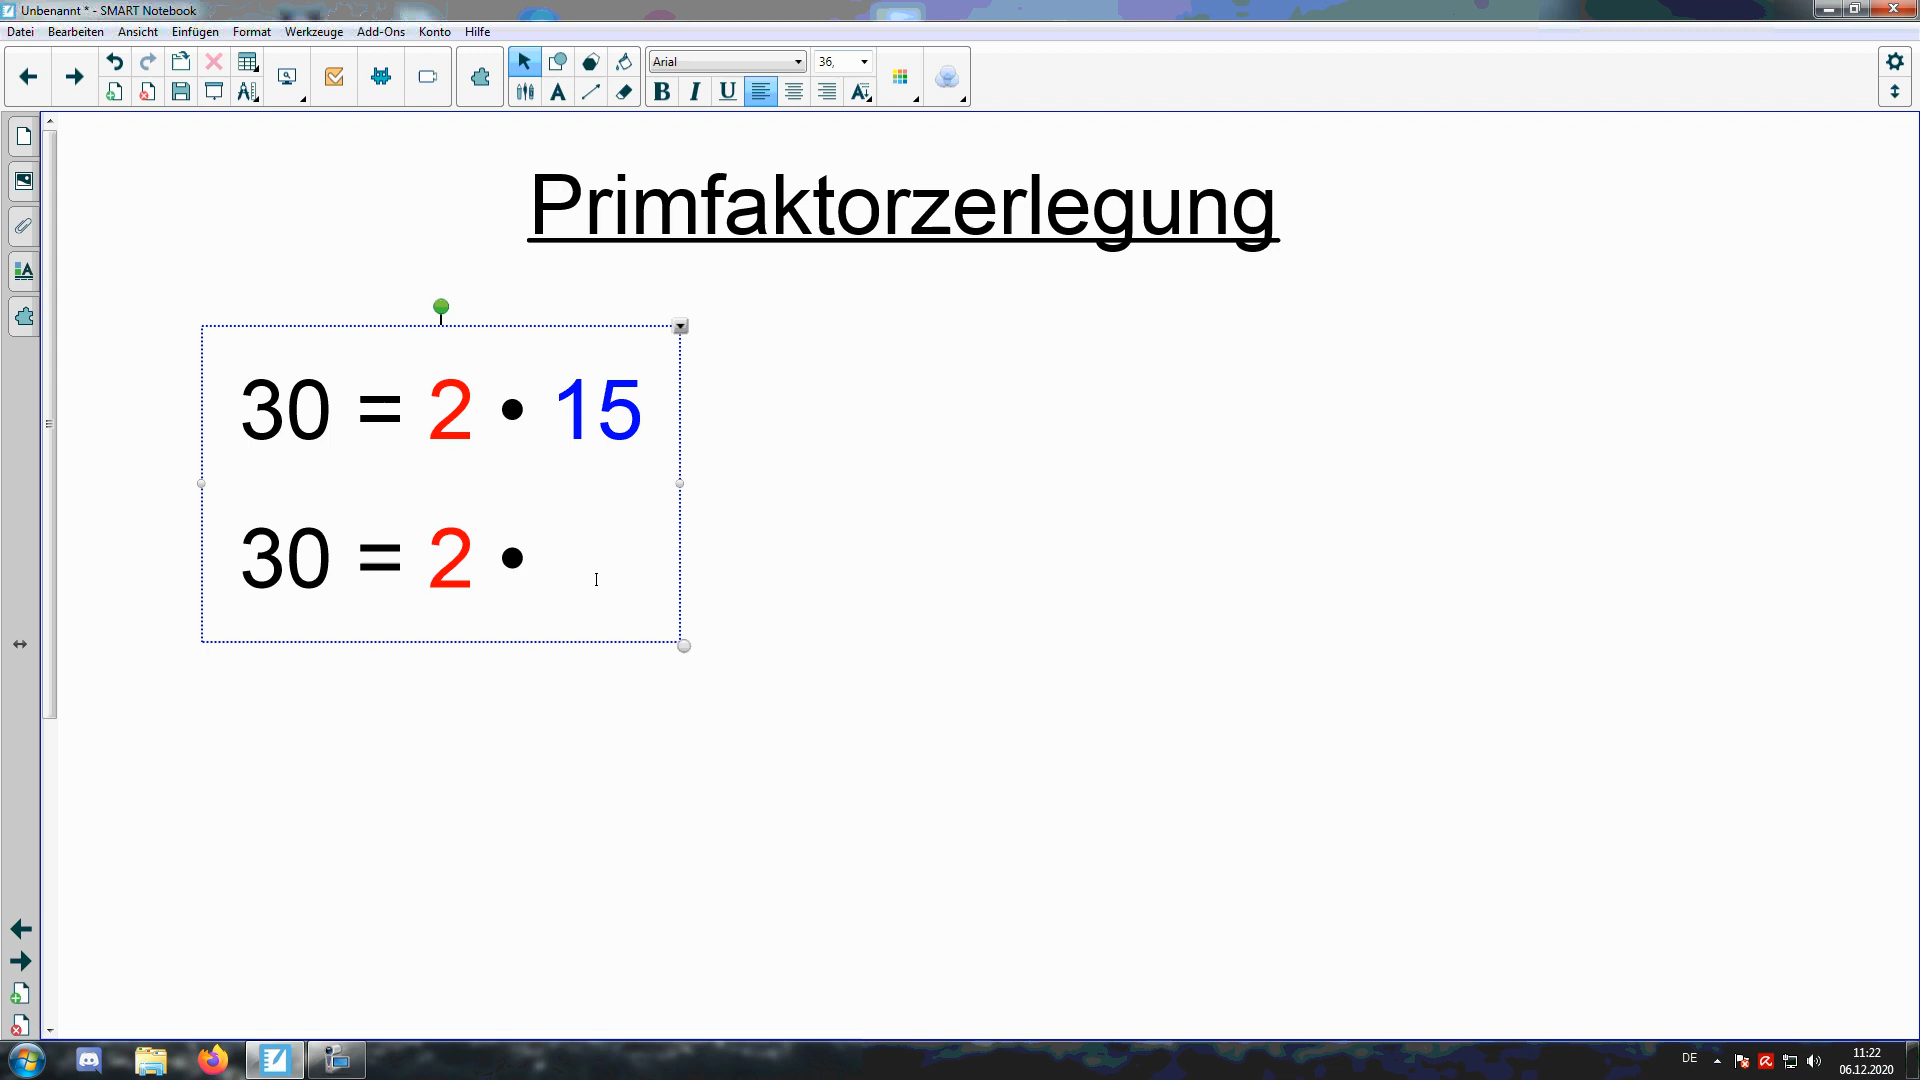 Unbenannt * - SMART Notebook
Datei Bearbeiten Ansicht Einfügen Format Werkzeuge Add-Ons Konto Hilfe
Arial 36,
B I U
Primfaktorzerlegung
30 = 2 • 15
30 = 2 •
DE
11:22
06.12.2020